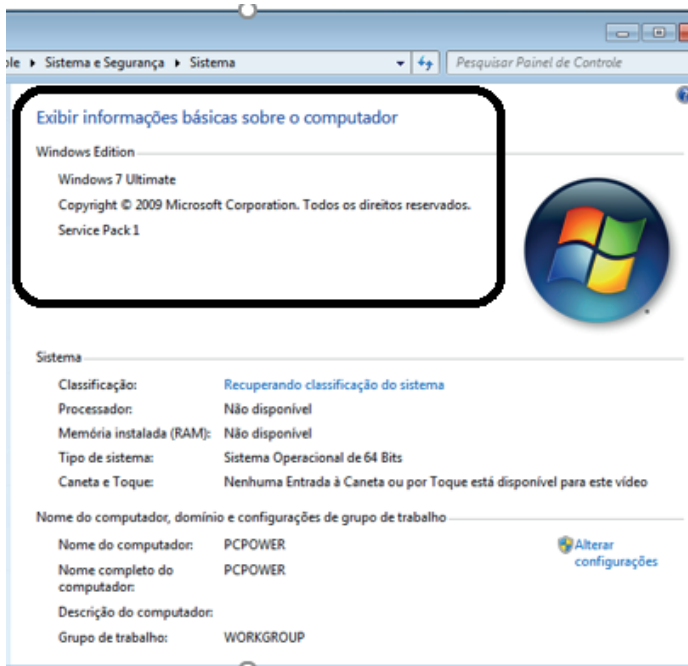 Sistema e Segurança ▸ Sistema
Pesquisar Painel de Controle
Exibir informações básicas sobre o computador
Windows Edition
Windows 7 Ultimate
Copyright © 2009 Microsoft Corporation. Todos os direitos reservados.
Service Pack 1
Sistema
Classificação: Recuperando classificação do sistema
Processador: Não disponível
Memória instalada (RAM): Não disponível
Tipo de sistema: Sistema Operacional de 64 Bits
Caneta e Toque: Nenhuma Entrada à Caneta ou por Toque está disponível para este vídeo
Nome do computador, domínio e configurações de grupo de trabalho
Nome do computador: PCPOWER
Alterar
configurações
Nome completo do
computador:
PCPOWER
Descrição do computador:
Grupo de trabalho: WORKGROUP